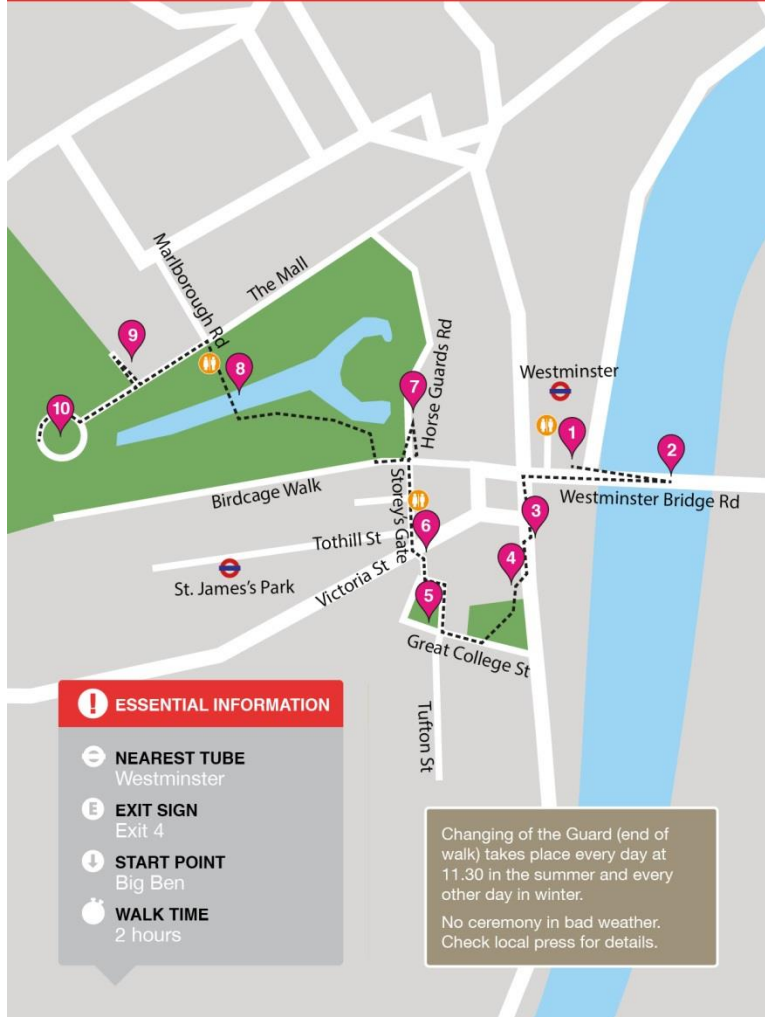 Marlborough Rd
The Mall
9
8
7
Horse Guards Rd
Westminster
10
1
2
Birdcage Walk
Storey's Gate
Westminster Bridge Rd
3
Tothill St
6
4
St. James's Park
Victoria St
5
Great College St
Tufton St
! ESSENTIAL INFORMATION
NEAREST TUBE
Westminster
E EXIT SIGN
Exit 4
START POINT
Big Ben
WALK TIME
2 hours
Changing of the Guard (end of
walk) takes place every day at
11.30 in the summer and every
other day in winter.
No ceremony in bad weather.
Check local press for details.